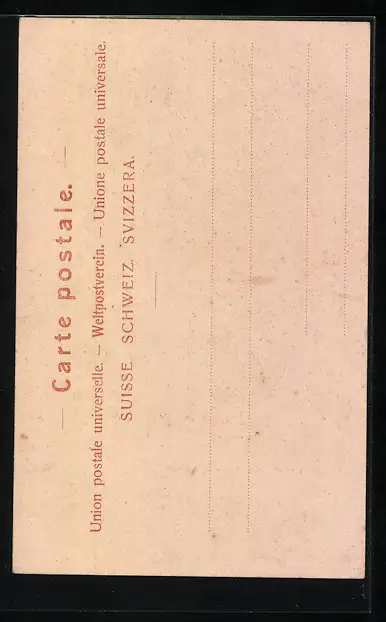 — Carte postale. —
Union postale universelle. — Weltpostverein. — Unione postale universale.
SUISSE. SCHWEIZ. SVIZZERA.